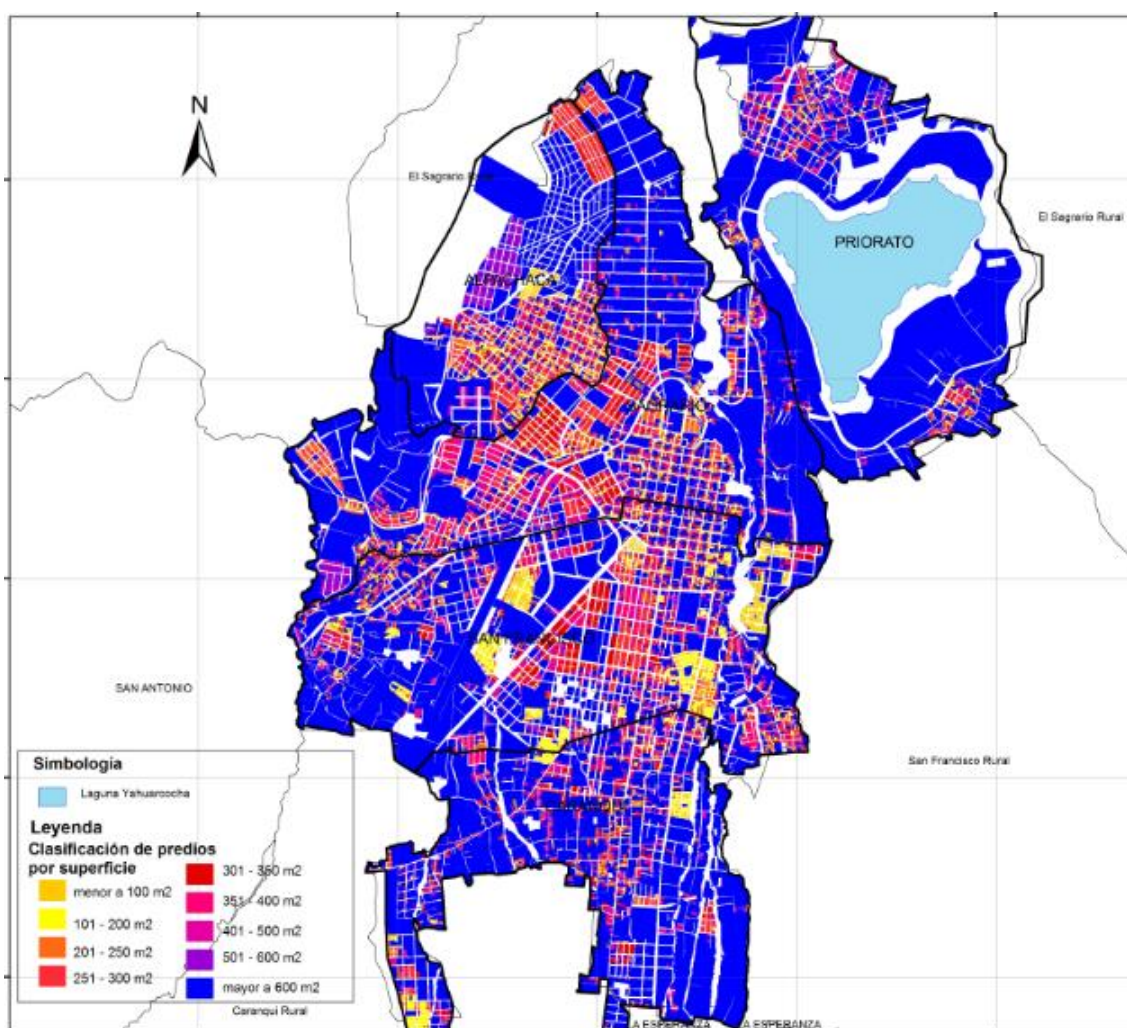 N
El Sagrario Rural
El Sagrario Rural
PRIORATO
SAN ANTONIO
San Francisco Rural
Simbología
Laguna Yahuarcocha
Leyenda
Clasificación de predios
por superficie
menor a 100 m2
101 - 200 m2
201 - 250 m2
251 - 300 m2
301 - 350 m2
351 - 400 m2
401 - 500 m2
501 - 600 m2
mayor a 600 m2
Caranqui Rural
LA ESPERANZA
LA ESPERANZA